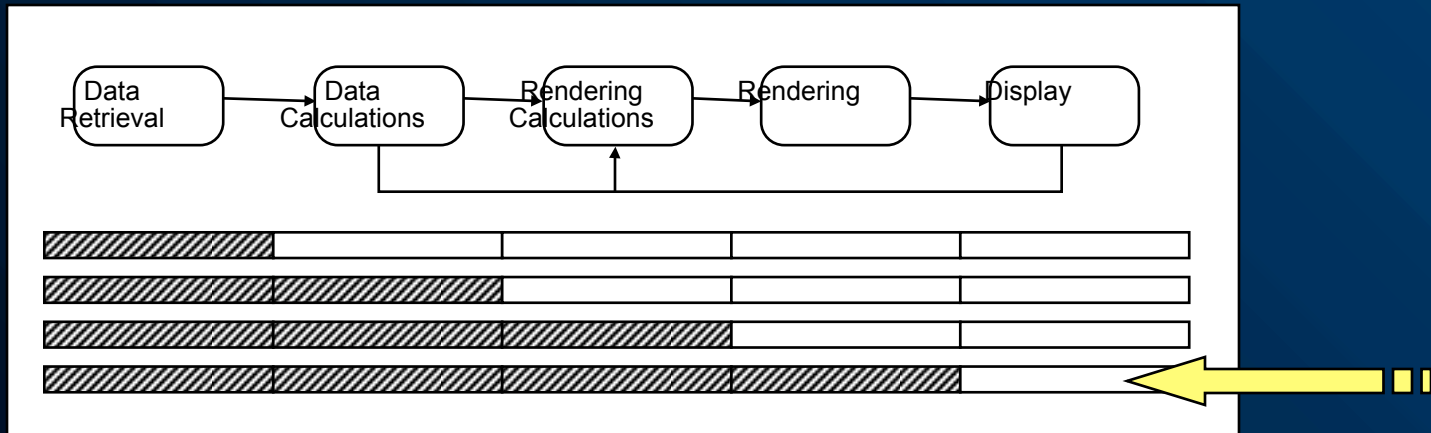 Data
Retrieval
Data
Calculations
Rendering
Calculations
Rendering
Display